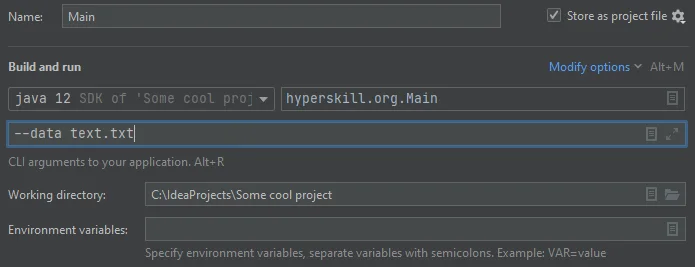 Name: Main Store as project file
Build and run Modify options Alt+M
java 12 SDK of 'Some cool proj hyperskill.org.Main
--data text.txt
CLI arguments to your application. Alt+R
Working directory: C:\IdeaProjects\Some cool project
Environment variables:
Specify environment variables, separate variables with semicolons. Example: VAR=value